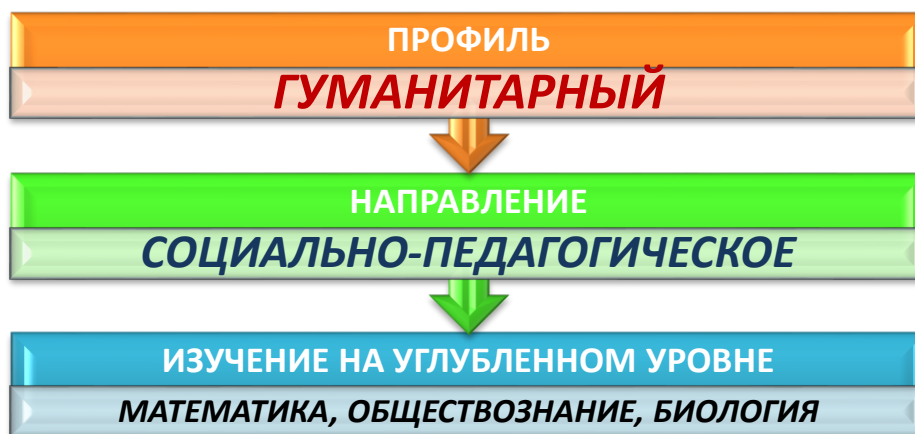 ПРОФИЛЬ
ГУМАНИТАРНЫЙ
НАПРАВЛЕНИЕ
СОЦИАЛЬНО-ПЕДАГОГИЧЕСКОЕ
ИЗУЧЕНИЕ НА УГЛУБЛЕННОМ УРОВНЕ
МАТЕМАТИКА, ОБЩЕСТВОЗНАНИЕ, БИОЛОГИЯ